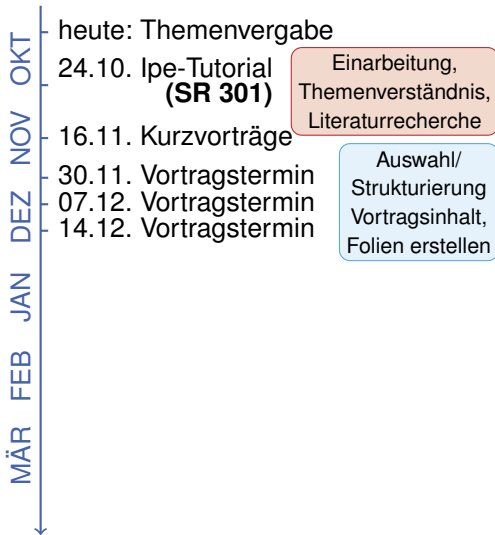 heute: Themenvergabe
24.10. Ipe-Tutorial
(SR 301)
16.11. Kurzvorträge
30.11. Vortragstermin
07.12. Vortragstermin
14.12. Vortragstermin
Einarbeitung,
Themenverständnis,
Literaturrecherche
Auswahl/
Strukturierung
Vortragsinhalt,
Folien erstellen
OKT
NOV
DEZ
JAN
FEB
MÄR